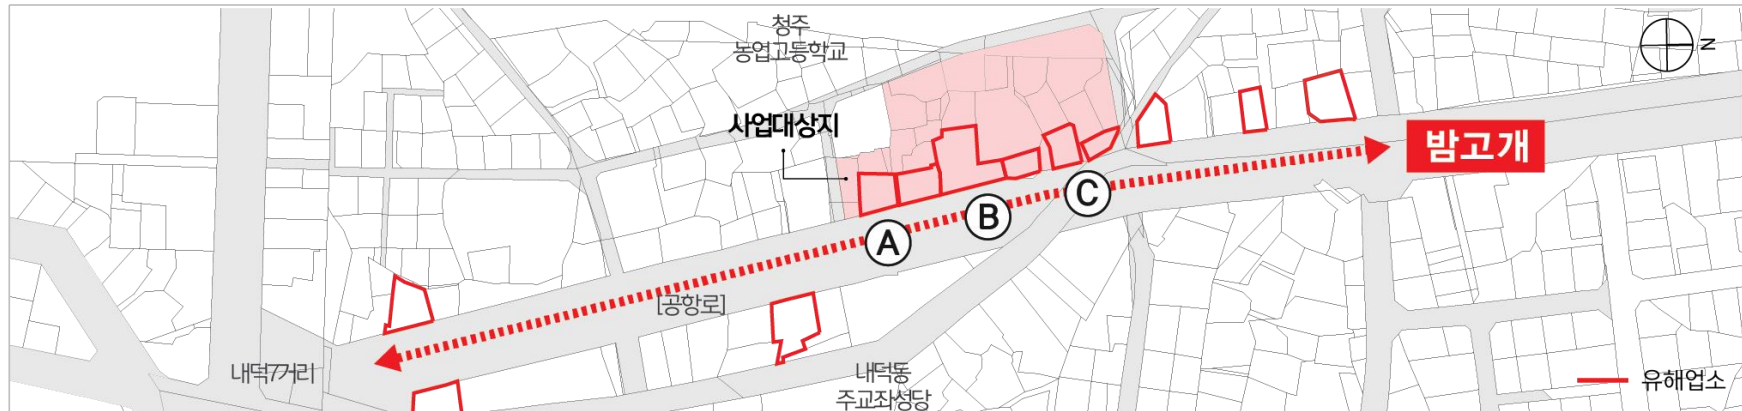 청주
농업고등학교
N
사업대상지
밤고개
A
B
C
[공항로]
내덕7거리
내덕동
주교좌성당
유해업소